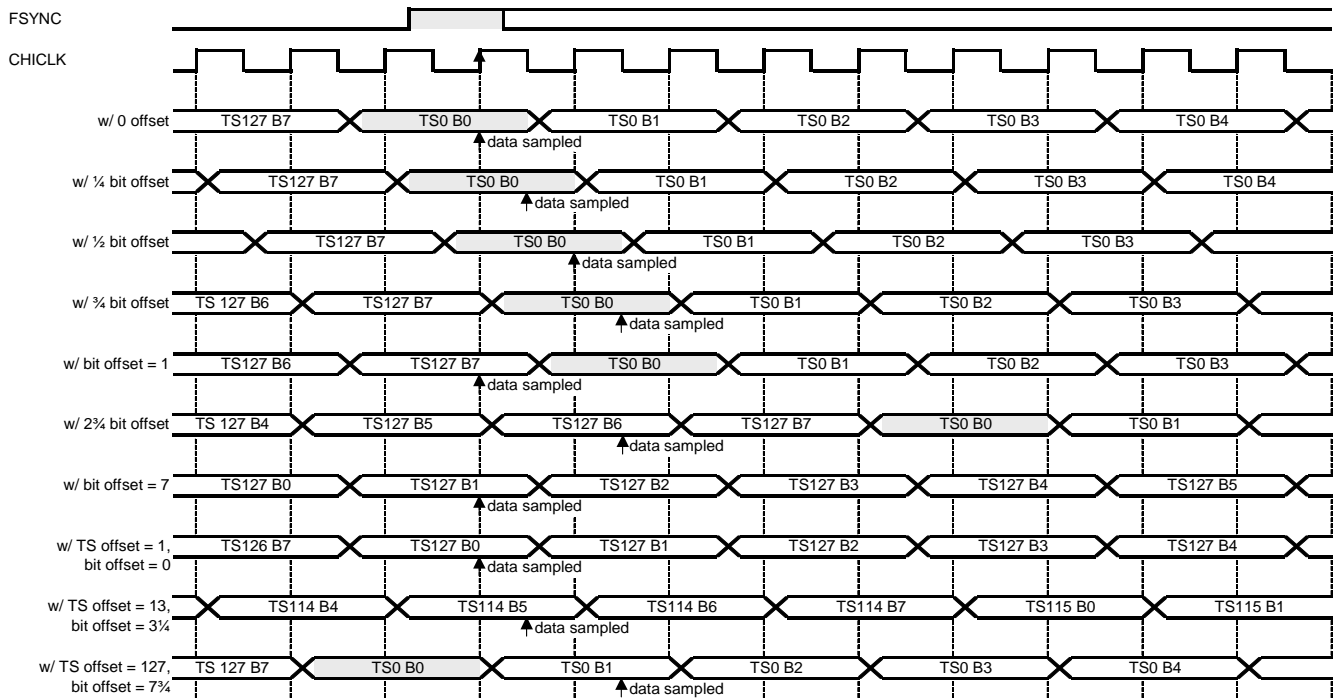 FSYNC
CHICLK
w/ 0 offset TS127 B7 TS0 B0 TS0 B1 TS0 B2 TS0 B3 TS0 B4
data sampled
w/ ¼ bit offset TS127 B7 TS0 B0 TS0 B1 TS0 B2 TS0 B3 TS0 B4
data sampled
w/ ½ bit offset TS127 B7 TS0 B0 TS0 B1 TS0 B2 TS0 B3
data sampled
w/ ¾ bit offset TS 127 B6 TS127 B7 TS0 B0 TS0 B1 TS0 B2 TS0 B3
data sampled
w/ bit offset = 1 TS127 B6 TS127 B7 TS0 B0 TS0 B1 TS0 B2 TS0 B3
data sampled
w/ 2¾ bit offset TS 127 B4 TS127 B5 TS127 B6 TS127 B7 TS0 B0 TS0 B1
data sampled
w/ bit offset = 7 TS127 B0 TS127 B1 TS127 B2 TS127 B3 TS127 B4 TS127 B5
data sampled
w/ TS offset = 1, TS126 B7 TS127 B0 TS127 B1 TS127 B2 TS127 B3 TS127 B4
bit offset = 0 data sampled
w/ TS offset = 13, TS114 B4 TS114 B5 TS114 B6 TS114 B7 TS115 B0 TS115 B1
bit offset = 3¼ data sampled
w/ TS offset = 127, TS 127 B7 TS0 B0 TS0 B1 TS0 B2 TS0 B3 TS0 B4
bit offset = 7¾ data sampled